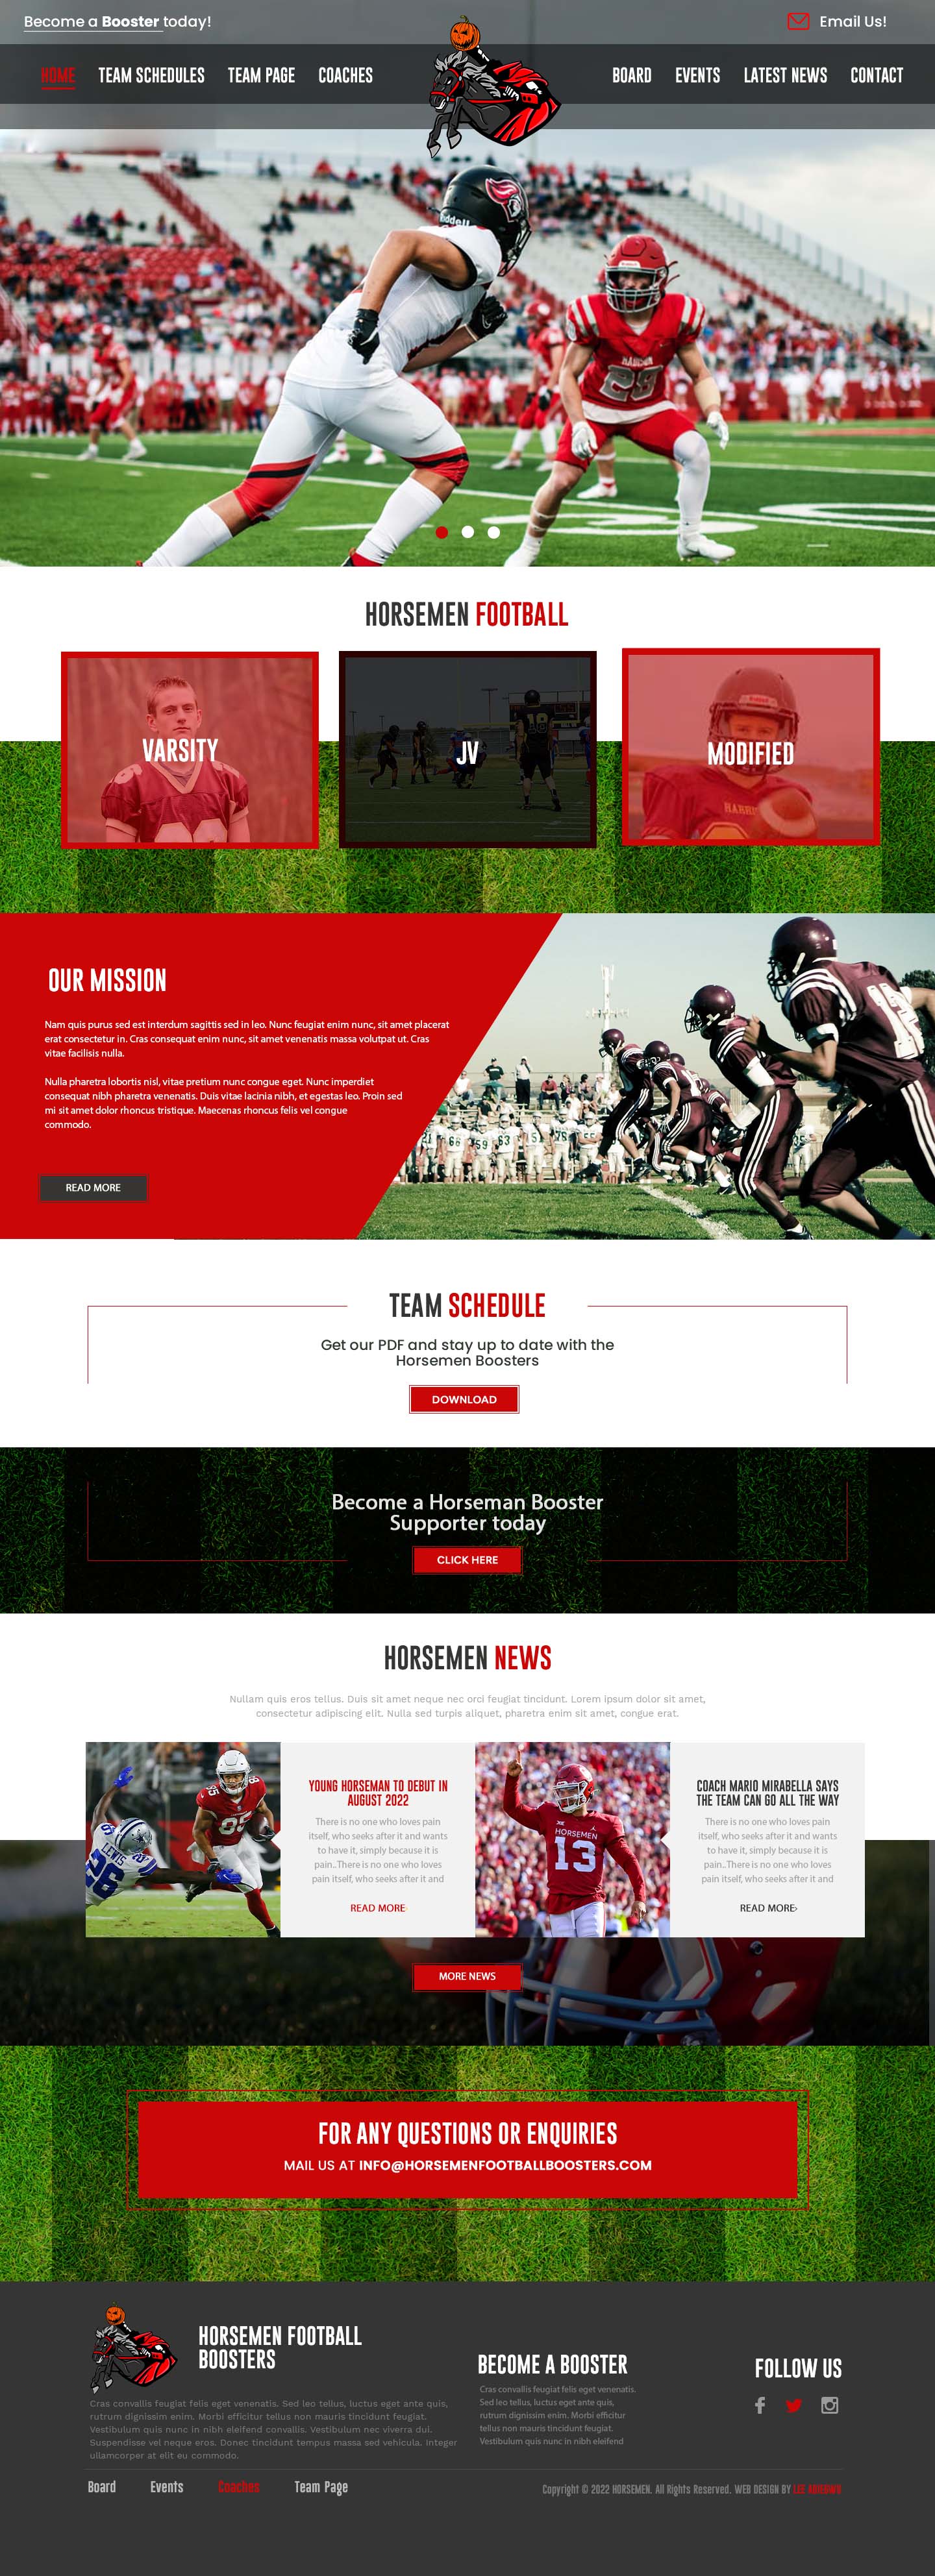 Become a Booster today!
Email Us!
HOME TEAM SCHEDULES TEAM PAGE COACHES
BOARD EVENTS LATEST NEWS CONTACT
HORSEMEN FOOTBALL
VARSITY
JV
MODIFIED
OUR MISSION
Nam quis purus sed est interdum sagittis sed in leo. Nunc feugiat enim nunc, sit amet placerat
erat consectetur in. Cras consequat enim nunc, sit amet venenatis massa volutpat ut. Cras
vitae facilisis nulla.
Nulla pharetra lobortis nisl, vitae pretium nunc congue eget. Nunc imperdiet
consequat nibh pharetra venenatis. Duis vitae lacinia nibh, et egestas leo. Proin sed
mi sit amet dolor rhoncus tristique. Maecenas rhoncus felis vel congue
commodo.
READ MORE
TEAM SCHEDULE
Get our PDF and stay up to date with the
Horsemen Boosters
DOWNLOAD
Become a Horseman Booster
Supporter today
CLICK HERE
HORSEMEN NEWS
Nullam quis eros tellus. Duis sit amet neque nec orci feugiat tincidunt. Lorem ipsum dolor sit amet,
consectetur adipiscing elit. Nulla sed turpis aliquet, pharetra enim sit amet, congue erat.
LEWIS
26
85
YOUNG HORSEMAN TO DEBUT IN
AUGUST 2022
There is no one who loves pain
itself, who seeks after it and wants
to have it, simply because it is
pain..There is no one who loves
pain itself, who seeks after it and
READ MORE
HORSEMEN
13
COACH MARIO MIRABELLA SAYS
THE TEAM CAN GO ALL THE WAY
There is no one who loves pain
itself, who seeks after it and wants
to have it, simply because it is
pain..There is no one who loves
pain itself, who seeks after it and
READ MORE›
MORE NEWS
FOR ANY QUESTIONS OR ENQUIRIES
MAIL US AT INFO@HORSEMENFOOTBALLBOOSTERS.COM
HORSEMEN FOOTBALL
BOOSTERS
Cras convallis feugiat felis eget venenatis. Sed leo tellus, luctus eget ante quis,
rutrum dignissim enim. Morbi efficitur tellus non mauris tincidunt feugiat.
Vestibulum quis nunc in nibh eleifend convallis. Vestibulum nec viverra dui.
Suspendisse vel neque eros. Donec tincidunt tempus massa sed vehicula. Integer
ullamcorper at elit eu commodo.
BECOME A BOOSTER
Cras convallis feugiat felis eget venenatis.
Sed leo tellus, luctus eget ante quis,
rutrum dignissim enim. Morbi efficitur
tellus non mauris tincidunt feugiat.
Vestibulum quis nunc in nibh eleifend
FOLLOW US
Board Events Coaches Team Page
Copyright © 2022 HORSEMEN. All Rights Reserved. WEB DESIGN BY